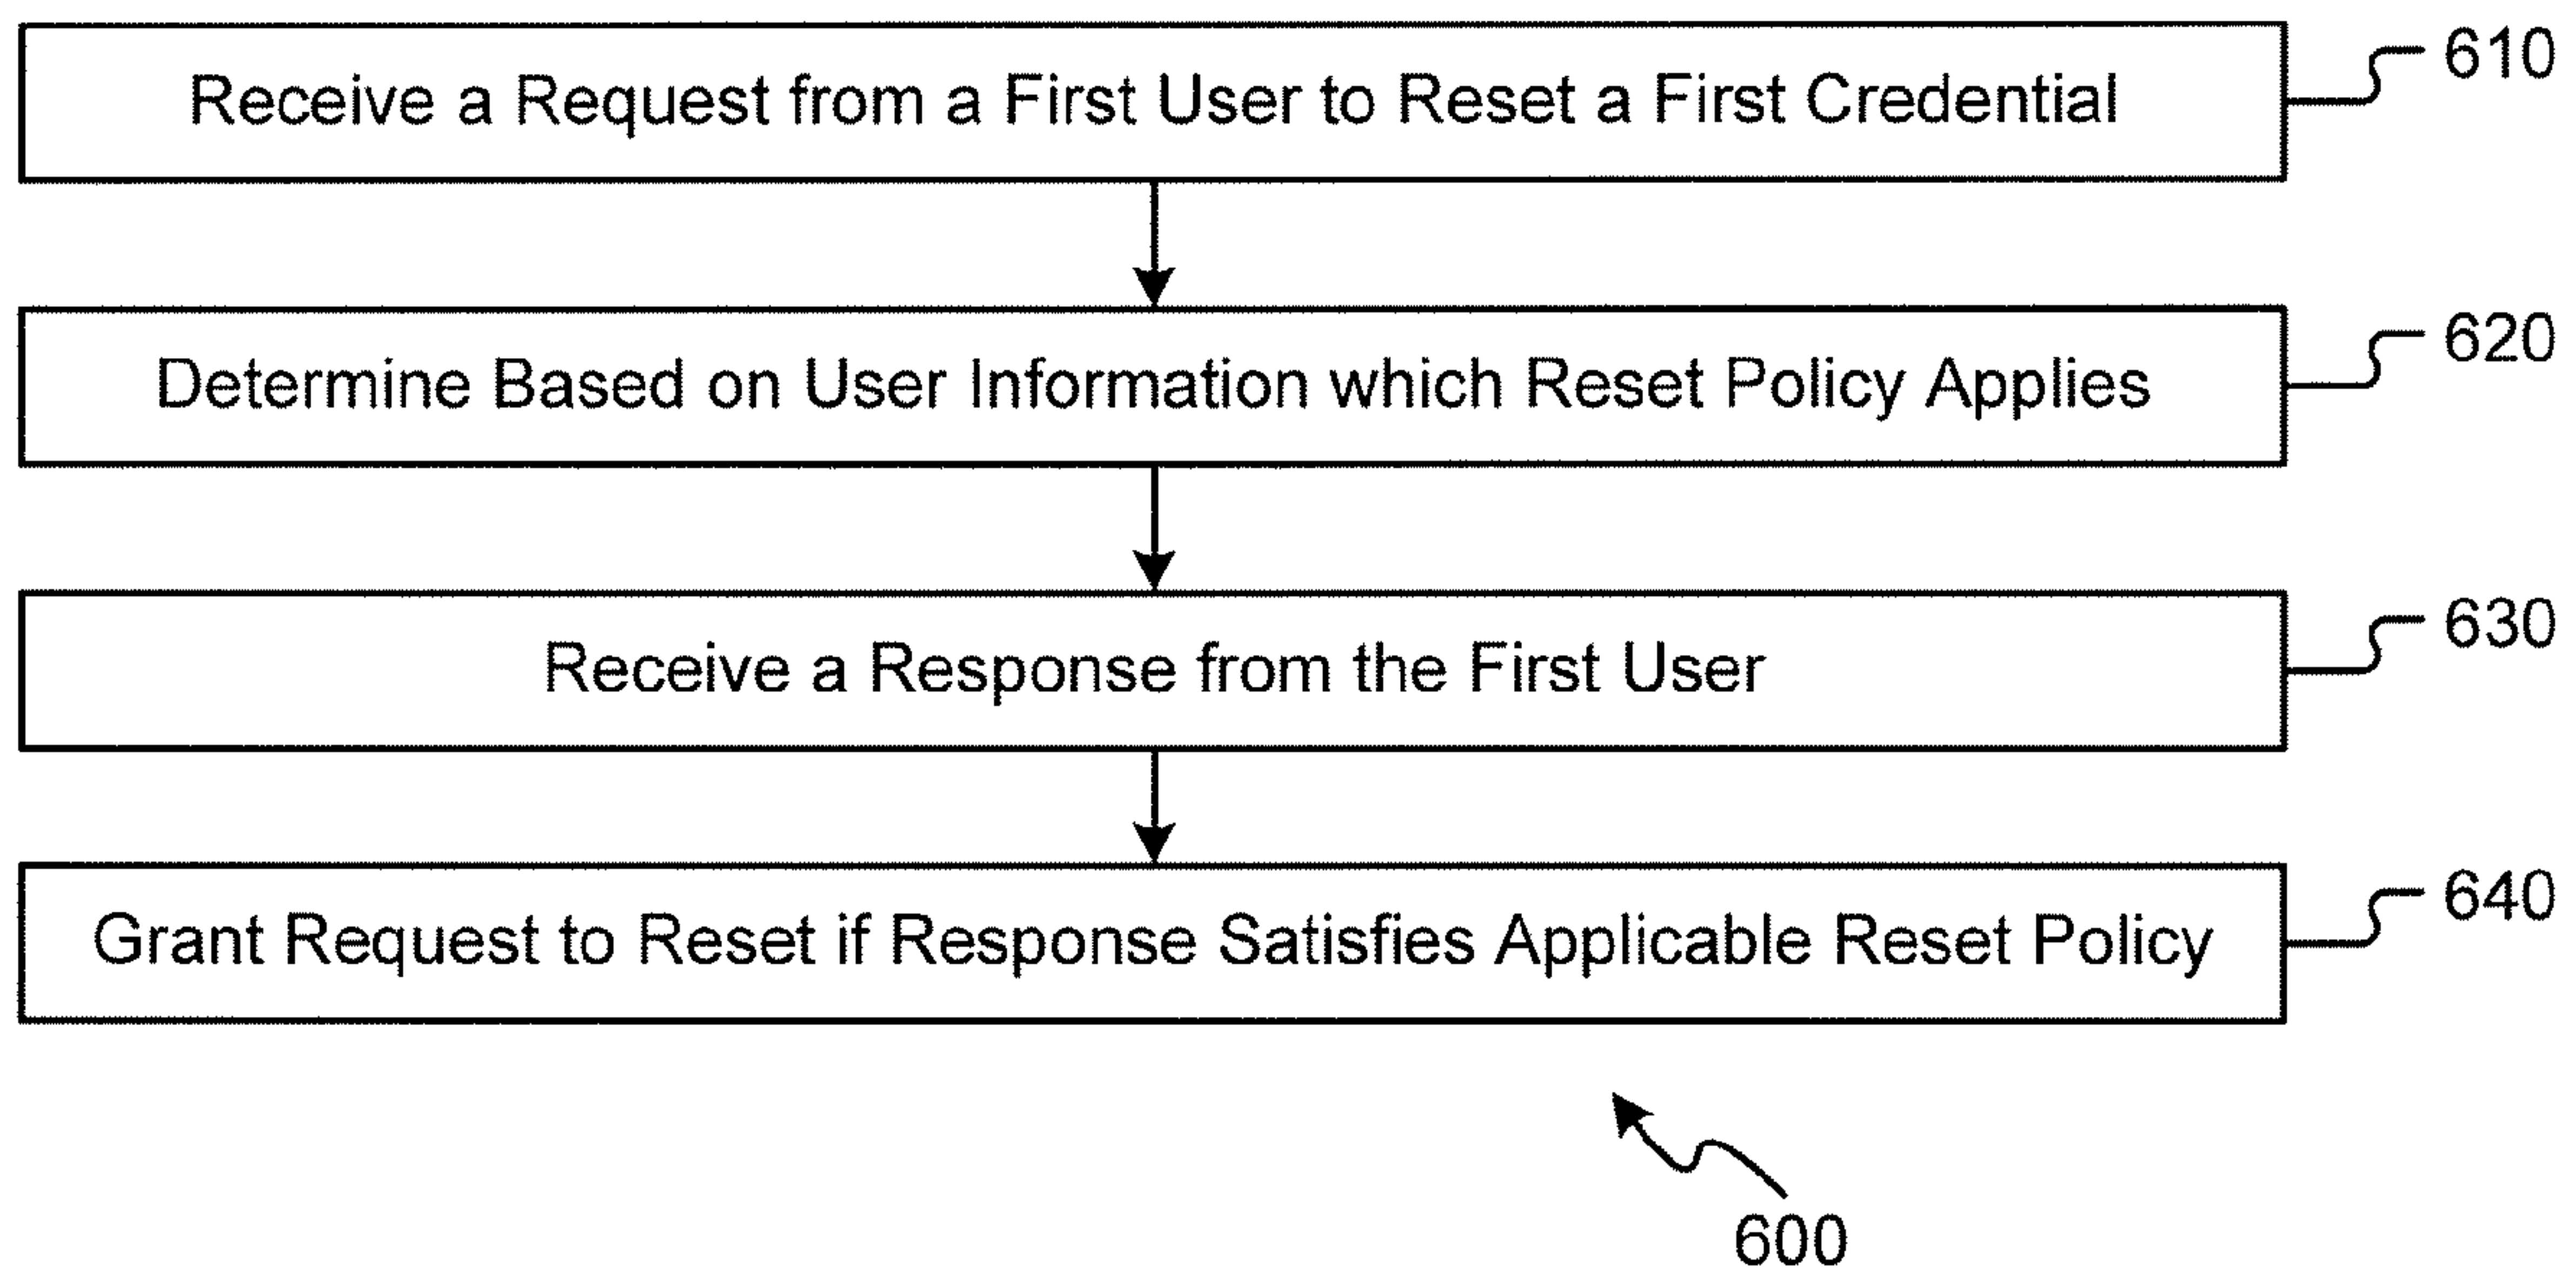 Receive a Request from a First User to Reset a First Credential
610
Determine Based on User Information which Reset Policy Applies
620
Receive a Response from the First User
630
Grant Request to Reset if Response Satisfies Applicable Reset Policy
640
600